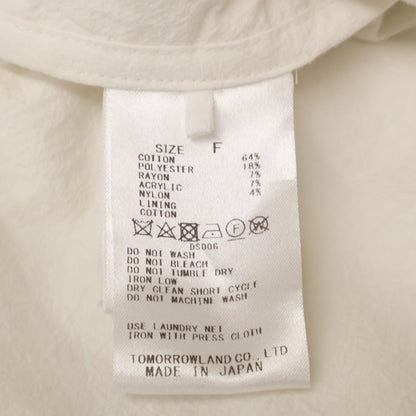 SIZE F
COTTON 64%
POLYESTER 18%
RAYON 7%
ACRYLIC 7%
NYLON 4%
LINING
COTTON
DS006
DO NOT WASH
DO NOT BLEACH
DO NOT TUMBLE DRY
IRON LOW
DRY CLEAN SHORT CYCLE
DO NOT MACHINE WASH
USE LAUNDRY NET
IRON WITH PRESS CLOTH
TOMORROWLAND CO., LTD
MADE IN JAPAN